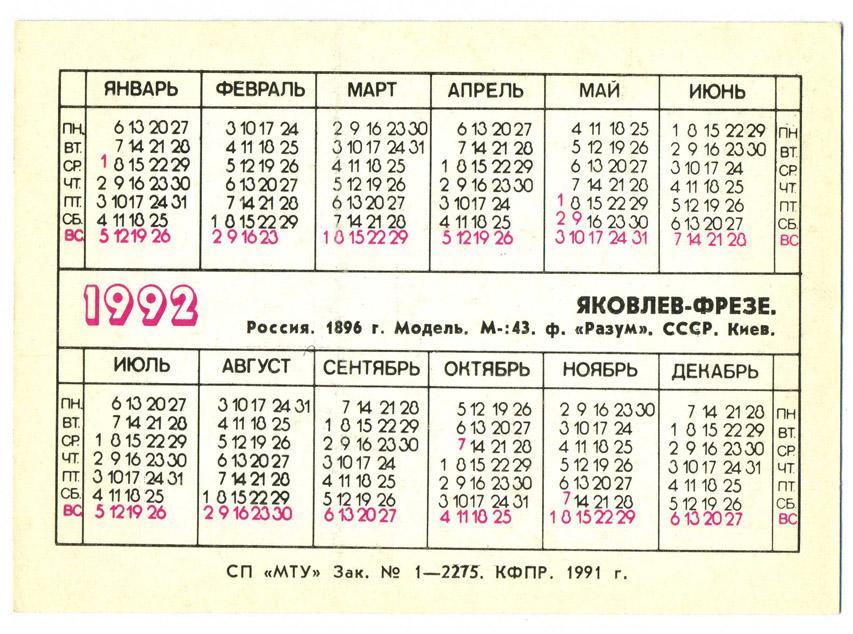 ЯНВАРЬ ФЕВРАЛЬ МАРТ АПРЕЛЬ МАЙ ИЮНЬ
ПН. 6 13 20 27 3 10 17 24 2 9 16 23 30 6 13 20 27 4 11 18 25 1 8 15 22 29 ПН
ВТ. 7 14 21 28 4 11 18 25 3 10 17 24 31 7 14 21 28 5 12 19 26 2 9 16 23 30 ВТ.
СР. 1 8 15 22 29 5 12 19 26 4 11 18 25 1 8 15 22 29 6 13 20 27 3 10 17 24 СР.
ЧТ. 2 9 16 23 30 6 13 20 27 5 12 19 26 2 9 16 23 30 7 14 21 28 4 11 18 25 ЧТ.
ПТ. 3 10 17 24 31 7 14 21 28 6 13 20 27 3 10 17 24 1 8 15 22 29 5 12 19 26 ПТ.
СБ. 4 11 18 25 1 8 15 22 29 7 14 21 28 4 11 18 25 2 9 16 23 30 6 13 20 27 СБ.
ВС 5 12 19 26 2 9 16 23 1 8 15 22 29 5 12 19 26 3 10 17 24 31 7 14 21 28 ВС
1992 ЯКОВЛЕВ-ФРЕЗЕ.
Россия. 1896 г. Модель. М-:43. ф. «Разум». СССР. Киев.
ИЮЛЬ АВГУСТ СЕНТЯБРЬ ОКТЯБРЬ НОЯБРЬ ДЕКАБРЬ
ПН. 6 13 20 27 3 10 17 24 31 7 14 21 28 5 12 19 26 2 9 16 23 30 7 14 21 28 ПН
ВТ. 7 14 21 28 4 11 18 25 1 8 15 22 29 6 13 20 27 3 10 17 24 1 8 15 22 29 ВТ.
СР. 1 8 15 22 29 5 12 19 26 2 9 16 23 30 7 14 21 28 4 11 18 25 2 9 16 23 30 СР.
ЧТ. 2 9 16 23 30 6 13 20 27 3 10 17 24 1 8 15 22 29 5 12 19 26 3 10 17 24 31 ЧТ.
ПТ. 3 10 17 24 31 7 14 21 28 4 11 18 25 2 9 16 23 30 6 13 20 27 4 11 18 25 ПТ.
СБ. 4 11 18 25 1 8 15 22 29 5 12 19 26 3 10 17 24 31 7 14 21 28 5 12 19 26 СБ.
ВС 5 12 19 26 2 9 16 23 30 6 13 20 27 4 11 18 25 1 8 15 22 29 6 13 20 27 ВС
СП «МТУ» Зак. № 1—2275. КФПР. 1991 г.